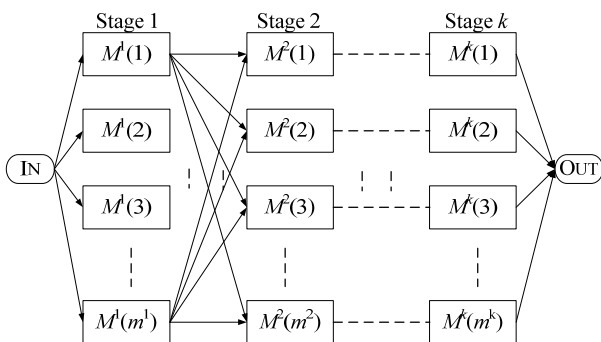 Stage 1 Stage 2 Stage k
M¹(1) M²(1) Mᵏ(1)
M¹(2) M²(2) Mᵏ(2)
IN OUT
M¹(3) M²(3) Mᵏ(3)
M¹(m¹) M²(m²) Mᵏ(mᵏ)